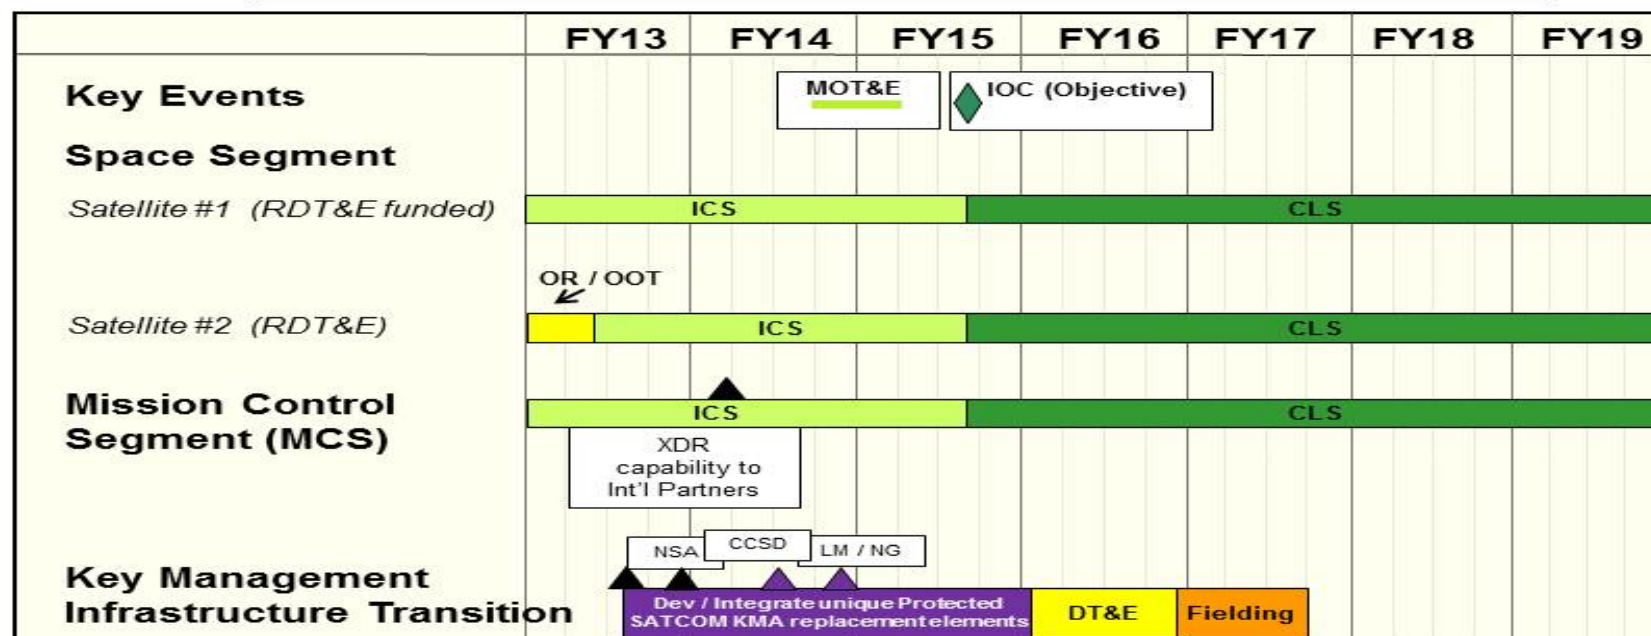 FY13 FY14 FY15 FY16 FY17 FY18 FY19
Key Events
MOT&E
IOC (Objective)
Space Segment
Satellite #1 (RDT&E funded)
ICS
CLS
OR / OOT
Satellite #2 (RDT&E)
ICS
CLS
Mission Control
Segment (MCS)
ICS
CLS
XDR
capability to
Int'l Partners
NSA
CCSD
LM / NG
Key Management
Infrastructure Transition
Dev / Integrate unique Protected
SATCOM KMA replacement elements
DT&E
Fielding